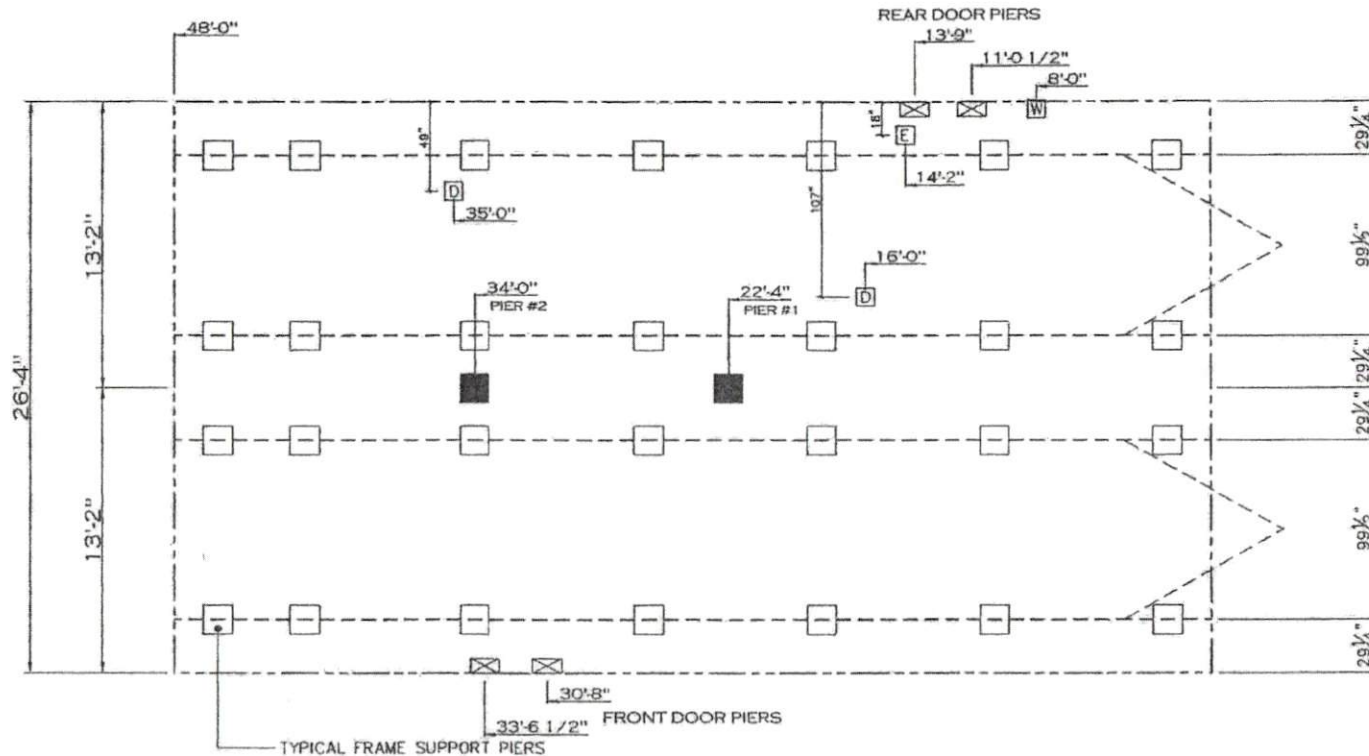 REAR DOOR PIERS
48'-0"
13'-9"
11'-0 1/2"
8'-0"
W
18"
E
29¼"
49"
14'-2"
D
35'-0"
107"
16'-0"
D
99½"
13'-2"
34'-0"
PIER #2
22'-4"
PIER #1
29¼"
26'-4"
29¼"
13'-2"
99½"
29¼"
30'-8"
FRONT DOOR PIERS
33'-6 1/2"
TYPICAL FRAME SUPPORT PIERS